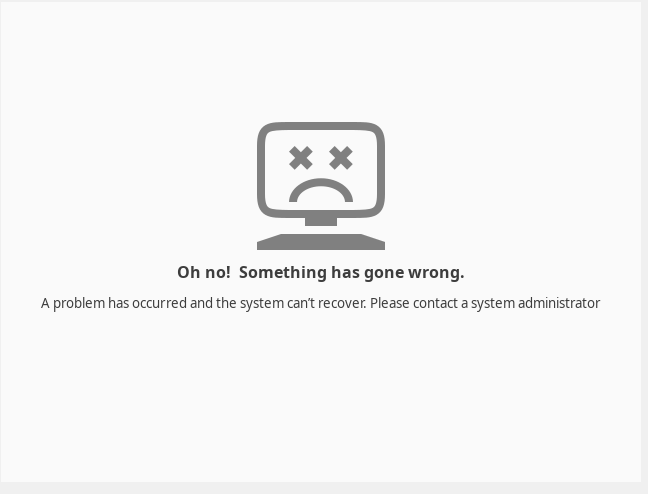 Oh no!  Something has gone wrong.
A problem has occurred and the system can’t recover. Please contact a system administrator